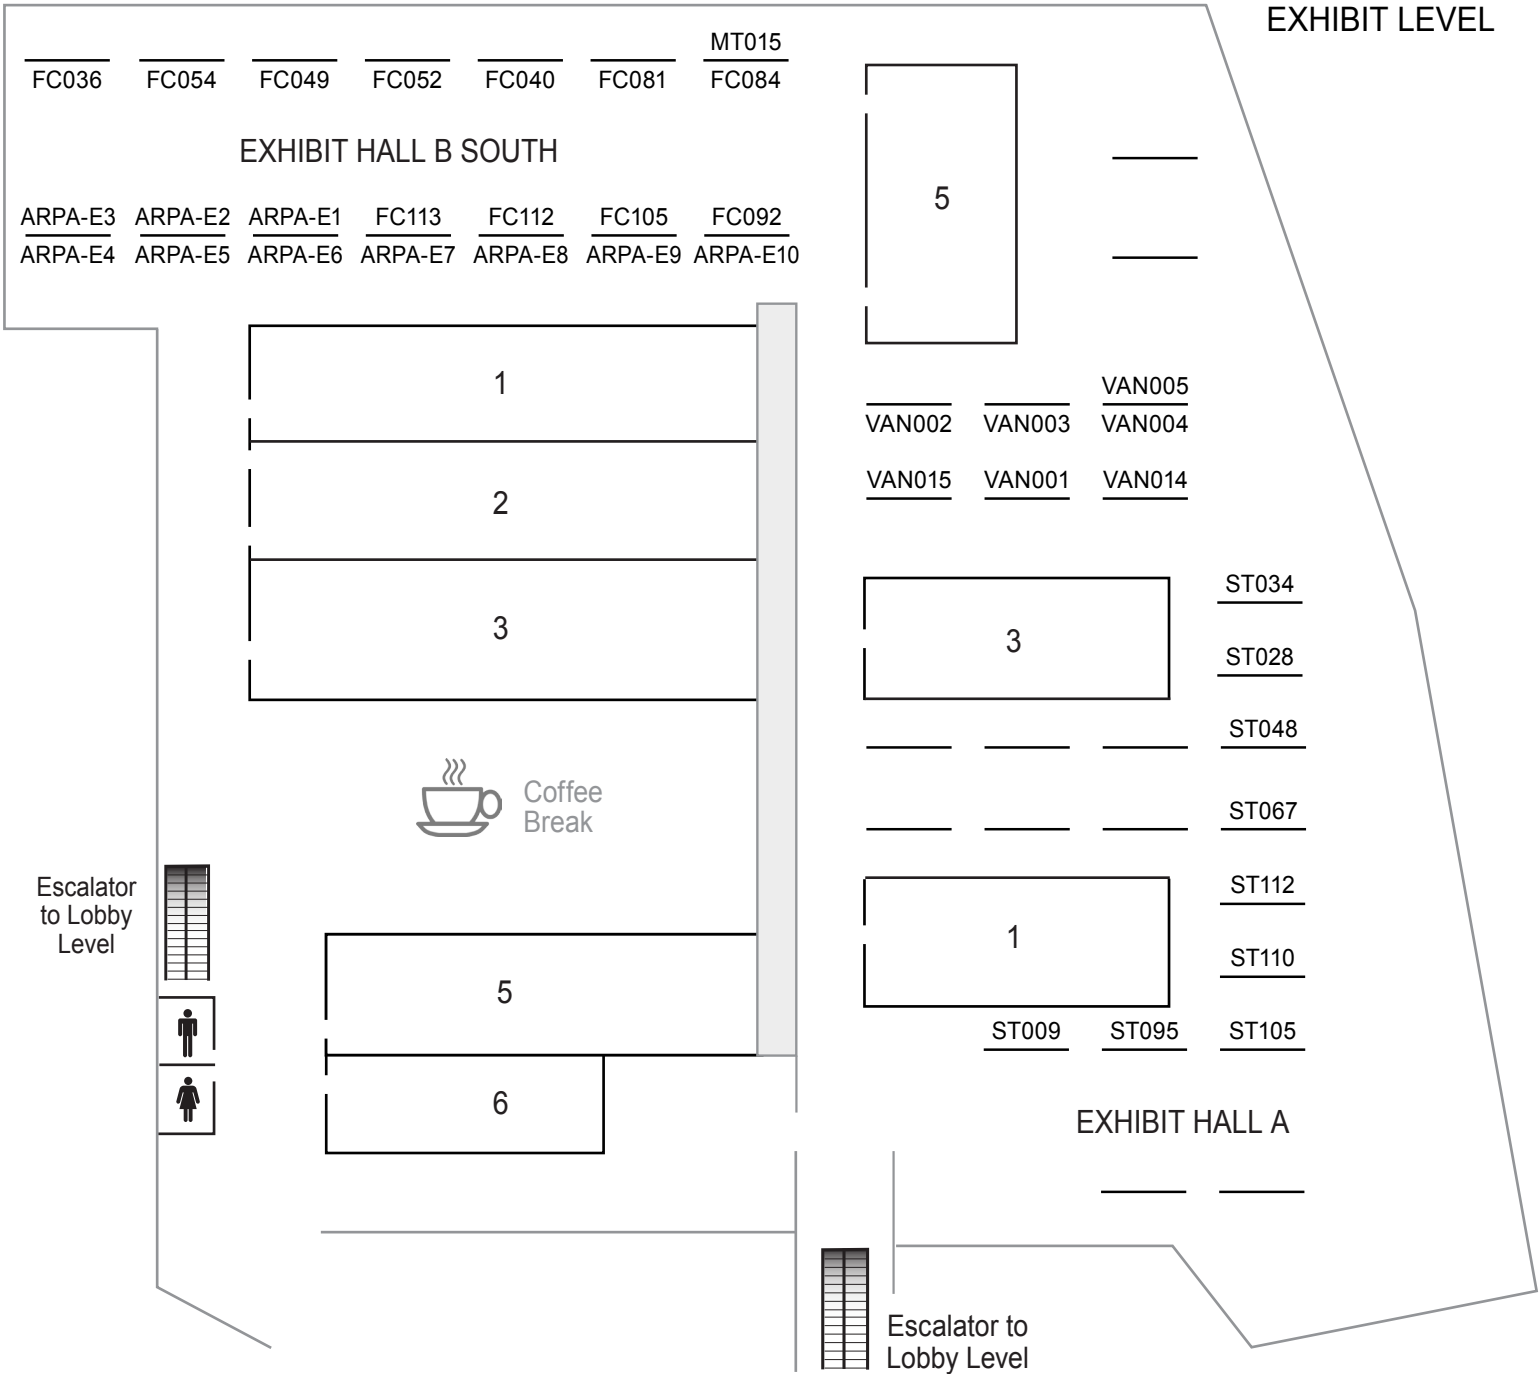 EXHIBIT LEVEL
MT015
FC036 FC054 FC049 FC052 FC040 FC081 FC084
EXHIBIT HALL B SOUTH
ARPA-E3 ARPA-E2 ARPA-E1 FC113 FC112 FC105 FC092
ARPA-E4 ARPA-E5 ARPA-E6 ARPA-E7 ARPA-E8 ARPA-E9 ARPA-E10
1
2
3
Coffee
Break
Escalator
to Lobby
Level
5
6
5
VAN005
VAN002 VAN003 VAN004
VAN015 VAN001 VAN014
3
ST034
ST028
ST048
ST067
ST112
1
ST110
ST009 ST095 ST105
EXHIBIT HALL A
Escalator to
Lobby Level